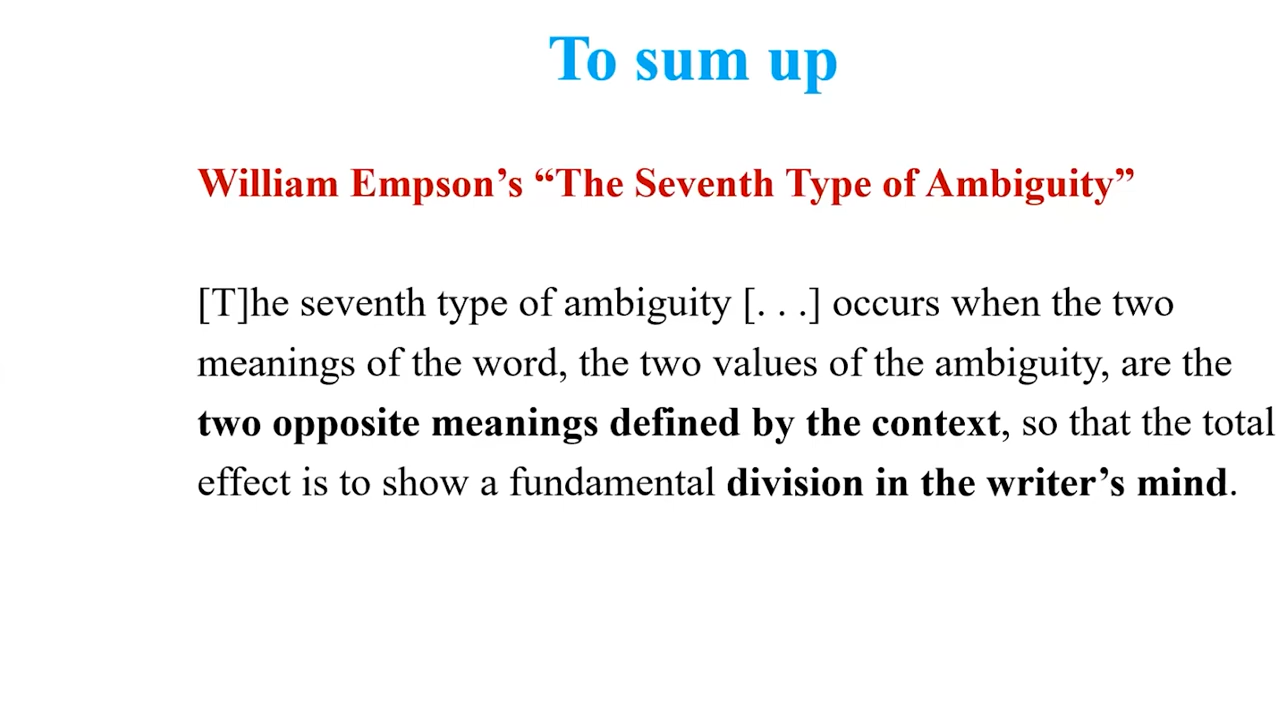 To sum up
William Empson’s “The Seventh Type of Ambiguity”
[T]he seventh type of ambiguity [. . .] occurs when the two
meanings of the word, the two values of the ambiguity, are the
two opposite meanings defined by the context, so that the total
effect is to show a fundamental division in the writer’s mind.